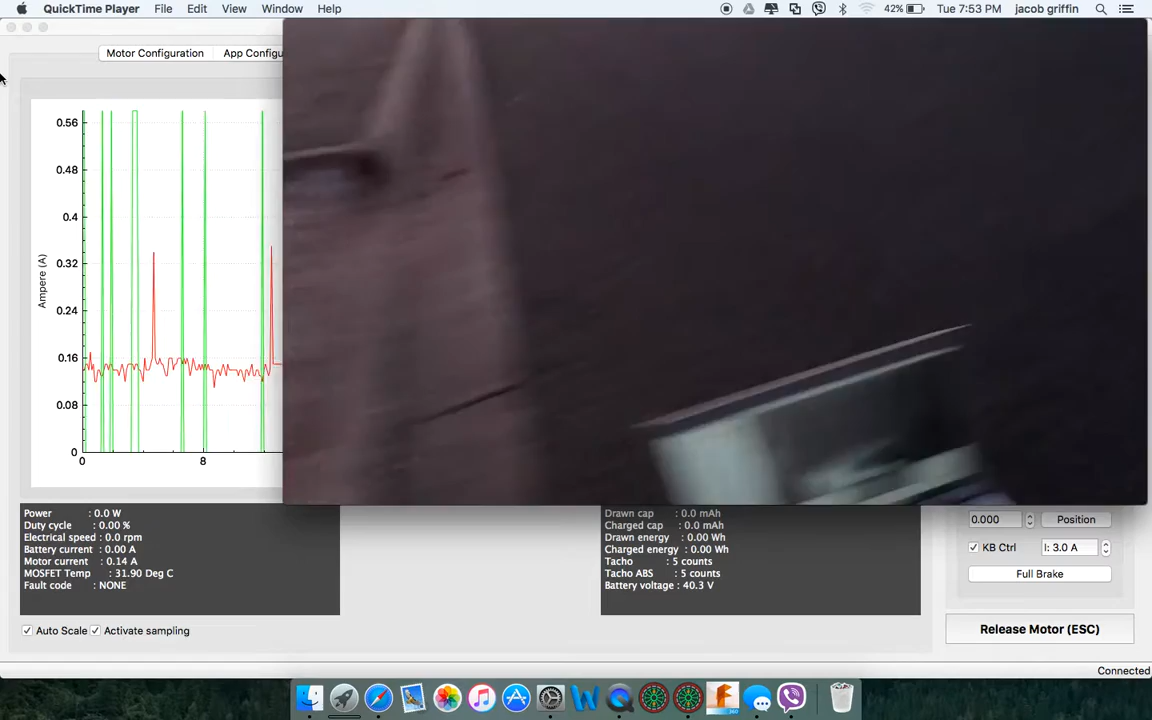 QuickTime Player File Edit View Window Help 42% Tue 7:53 PM jacob griffin
Motor Configuration App Configu
0.56
0.48
0.4
0.32
0.24
0.16
0.08
0
Ampere (A)
0 8
Power : 0.0 W
Duty cycle : 0.00 %
Electrical speed : 0.0 rpm
Battery current : 0.00 A
Motor current : 0.14 A
MOSFET Temp : 31.90 Deg C
Fault code : NONE
Drawn cap : 0.0 mAh
Charged cap : 0.0 mAh
Drawn energy : 0.00 Wh
Charged energy : 0.00 Wh
Tacho : 5 counts
Tacho ABS : 5 counts
Battery voltage : 40.3 V
0.000 Position
KB Ctrl I: 3.0 A
Full Brake
Auto Scale Activate sampling
Release Motor (ESC)
Connected